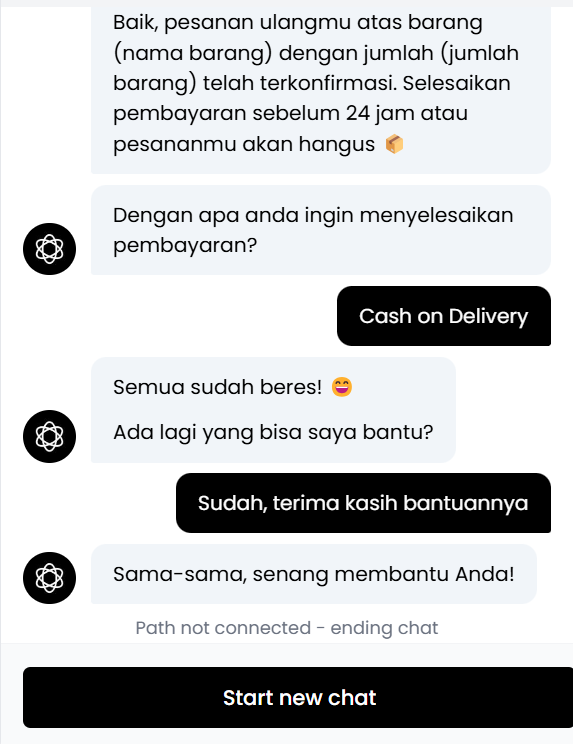 Baik, pesanan ulangmu atas barang
(nama barang) dengan jumlah (jumlah
barang) telah terkonfirmasi. Selesaikan
pembayaran sebelum 24 jam atau
pesananmu akan hangus 📦
Dengan apa anda ingin menyelesaikan
pembayaran?
Cash on Delivery
Semua sudah beres! 😄
Ada lagi yang bisa saya bantu?
Sudah, terima kasih bantuannya
Sama-sama, senang membantu Anda!
Path not connected - ending chat
Start new chat